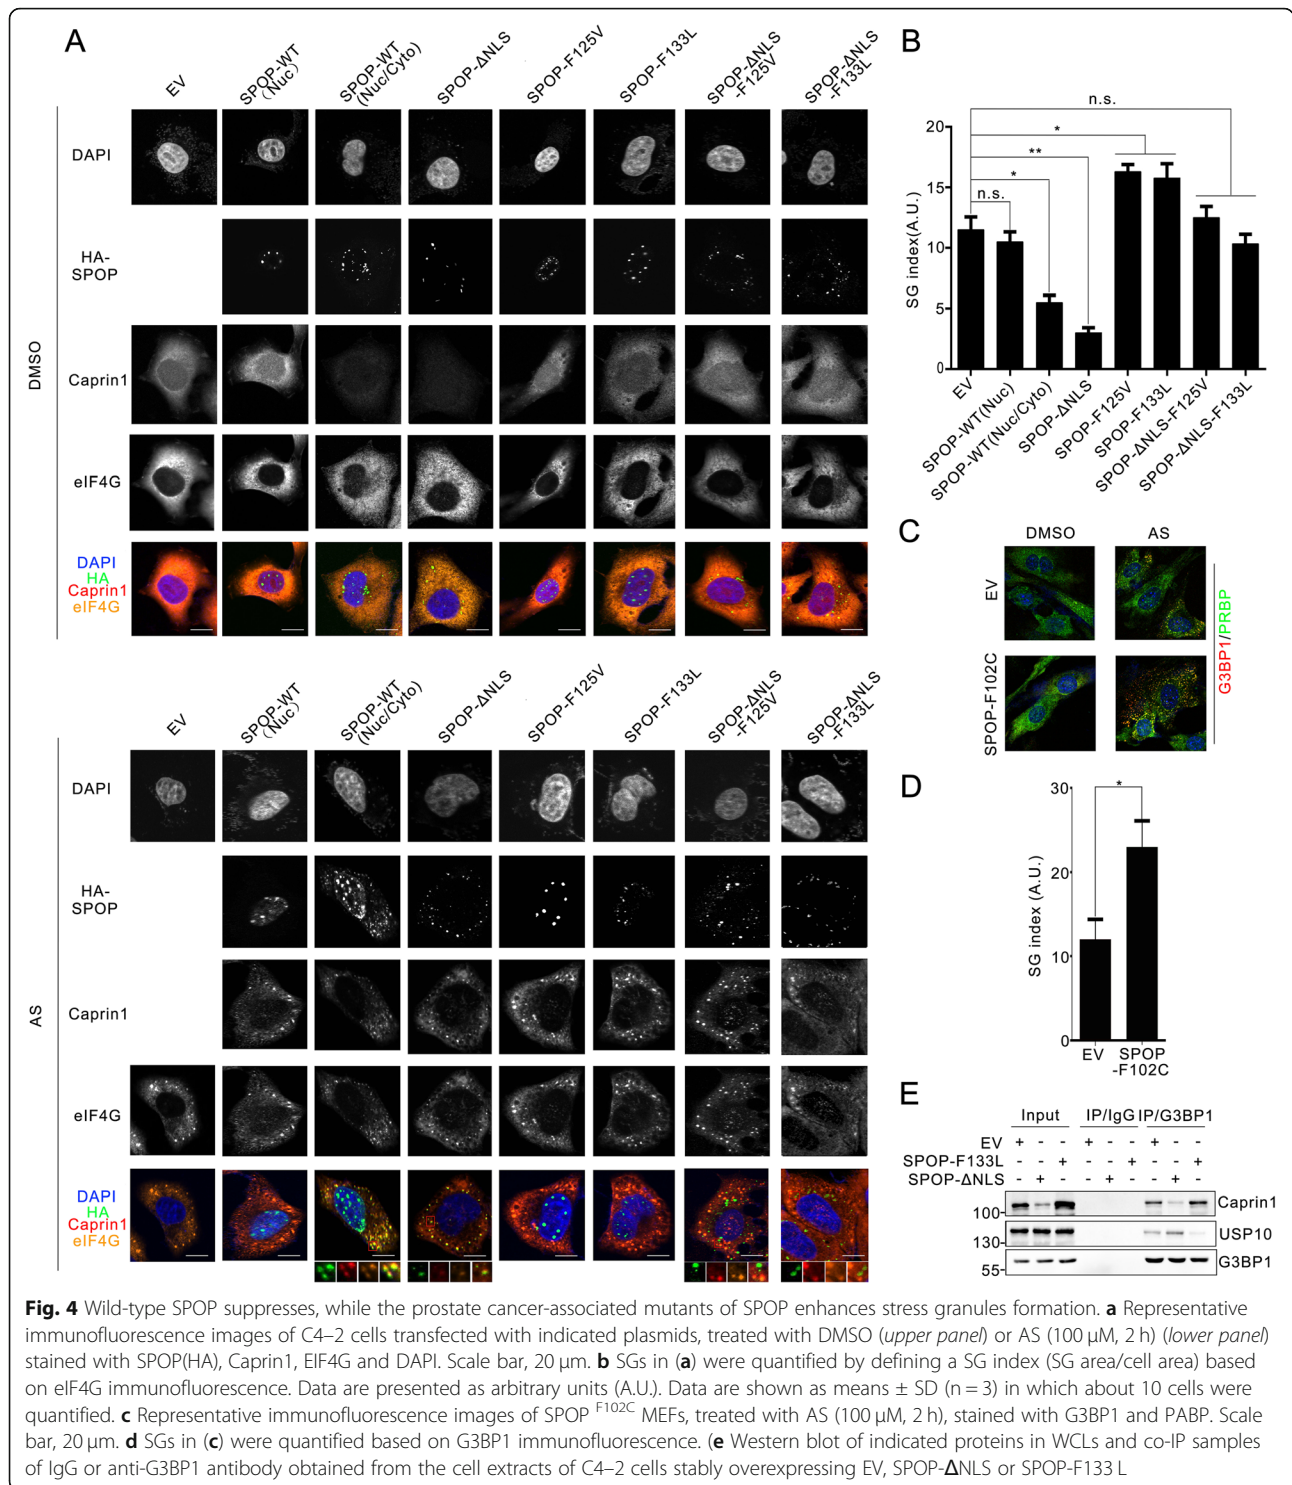 A
EV
SPOP-WT
(Nuc)
SPOP-WT
(Nuc/Cyto)
SPOP-ΔNLS
SPOP-F125V
SPOP-F133L
SPOP-ΔNLS
-F125V
SPOP-ΔNLS
-F133L
DMSO
DAPI
HA-
SPOP
Caprin1
eIF4G
DAPI
HA
Caprin1
eIF4G
EV
SPOP-WT
(Nuc)
SPOP-WT
(Nuc/Cyto)
SPOP-ΔNLS
SPOP-F125V
SPOP-F133L
SPOP-ΔNLS
-F125V
SPOP-ΔNLS
-F133L
AS
DAPI
HA-
SPOP
Caprin1
eIF4G
DAPI
HA
Caprin1
eIF4G
B
n.s.
*
**
*
n.s.
SG index(A.U.)
20
15
10
5
0
EV
SPOP-WT(Nuc)
SPOP-WT(Nuc/Cyto)
SPOP-ΔNLS
SPOP-F125V
SPOP-F133L
SPOP-ΔNLS-F125V
SPOP-ΔNLS-F133L
C
DMSO AS
EV
SPOP-F102C
G3BP1/PRBP
D
*
SG index (A.U.)
30
20
10
0
EV SPOP
-F102C
E
Input IP/IgG IP/G3BP1
EV + - - + - - + - -
SPOP-F133L - - + - - + - - +
SPOP-ΔNLS - + - - + - - + -
100 Caprin1
130 USP10
55 G3BP1
Fig. 4 Wild-type SPOP suppresses, while the prostate cancer-associated mutants of SPOP enhances stress granules formation. a Representative
immunofluorescence images of C4–2 cells transfected with indicated plasmids, treated with DMSO (upper panel) or AS (100 μM, 2 h) (lower panel)
stained with SPOP(HA), Caprin1, EIF4G and DAPI. Scale bar, 20 μm. b SGs in (a) were quantified by defining a SG index (SG area/cell area) based
on eIF4G immunofluorescence. Data are presented as arbitrary units (A.U.). Data are shown as means ± SD (n = 3) in which about 10 cells were
quantified. c Representative immunofluorescence images of SPOP F102C MEFs, treated with AS (100 μM, 2 h), stained with G3BP1 and PABP. Scale
bar, 20 μm. d SGs in (c) were quantified based on G3BP1 immunofluorescence. (e Western blot of indicated proteins in WCLs and co-IP samples
of IgG or anti-G3BP1 antibody obtained from the cell extracts of C4–2 cells stably overexpressing EV, SPOP-ΔNLS or SPOP-F133 L